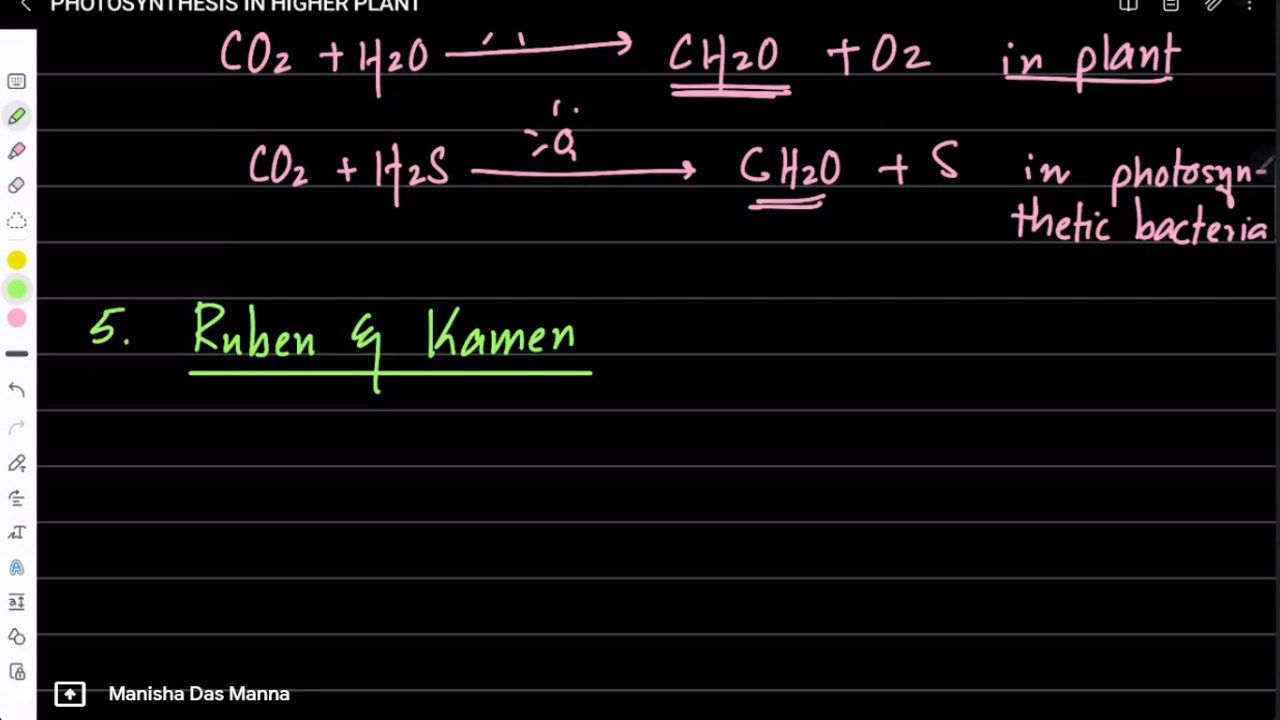 PHOTOSYNTHESIS IN HIGHER PLANT
CO2 + H2O → CH2O + O2 in plant
CO2 + H2S → CH2O + S in photosyn-
thetic bacteria
5. Ruben & Kamen
Manisha Das Manna